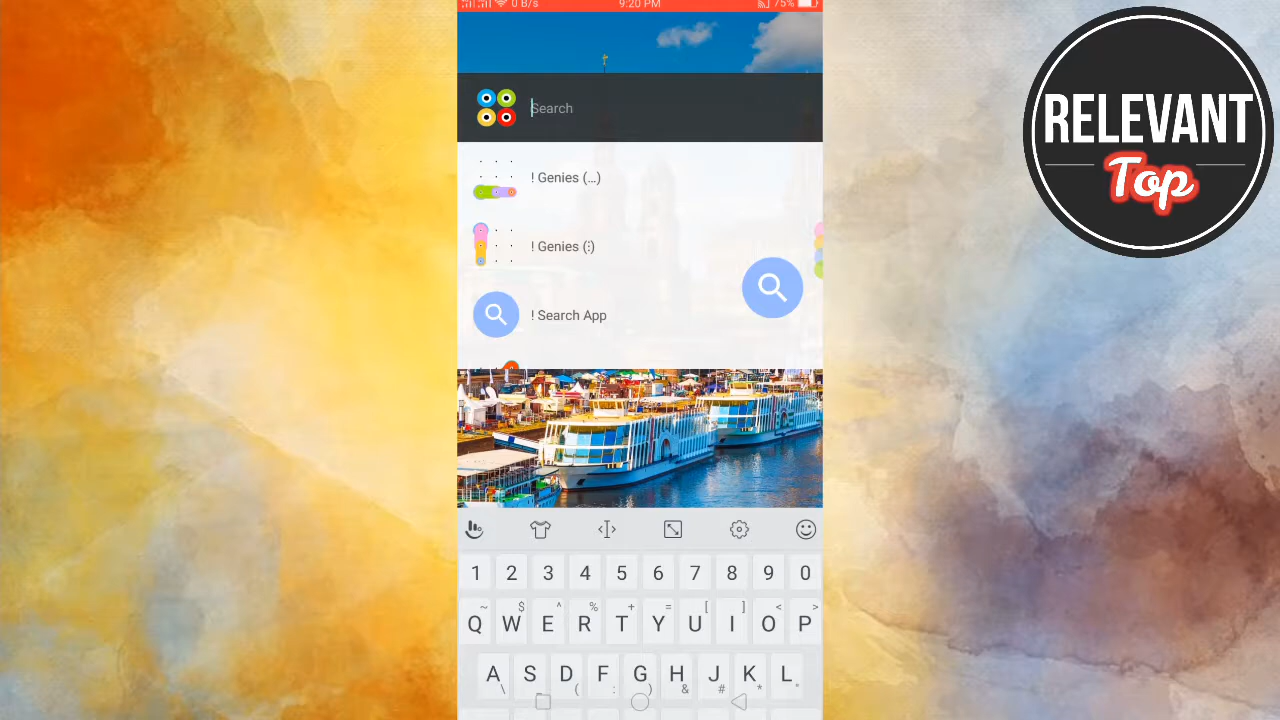 0 B/s
9:20 PM
75%
Search
! Genies (...)
! Genies (:)
! Search App
RELEVANT
Top
1 2 3 4 5 6 7 8 9 0
~ $ ^ % + = [ ] < >
Q W E R T Y U I O P
A S D F G H J K L
\ ( : ) & # * "